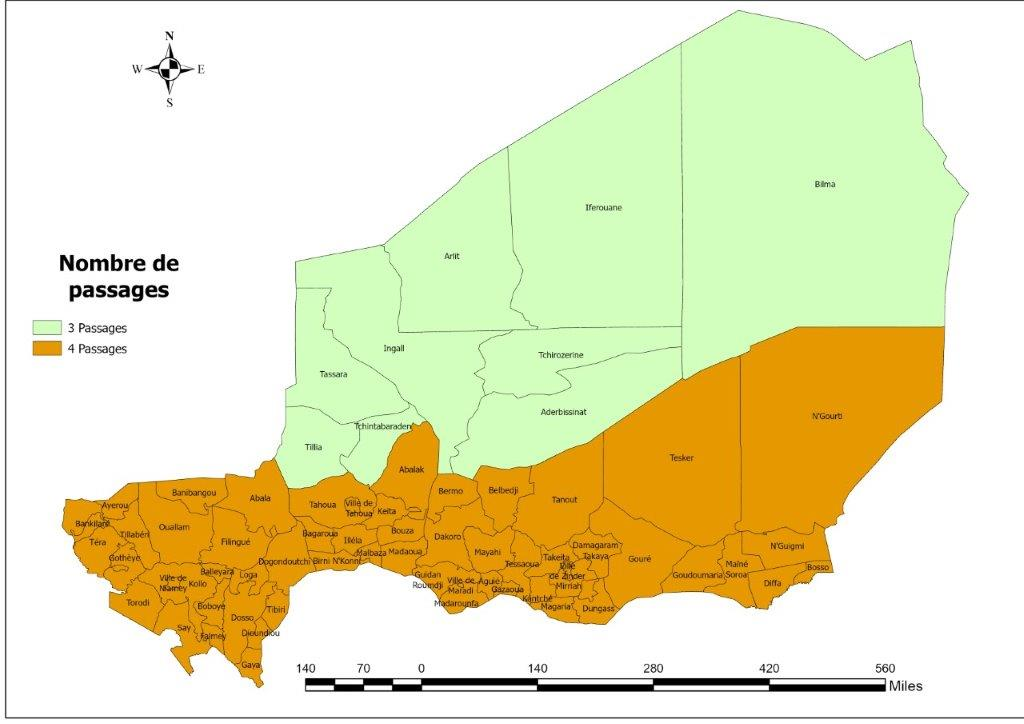 N
W E
S
Bilma
Iferouane
Arlit
Nombre de
passages
3 Passages
4 Passages
Ingall
Tchirozerine
Tassara
Aderbissinat
N'Gourti
Tchintabaraden
Tillia
Tesker
Abalak
Bermo
Belbedji
Tanout
Banibangou
Abala
Tahoua
Ville de
Tahoua
Keita
Ayerou
Bankilaré
Tillabéri
Ouallam
Téra
Filingué
Bagaroua
Illéla
Bouza
Dakoro
Mayahi
Damagaram
Takaya
N'Guigmi
Gothèye
Dogondoutchi
Birni N'Konni
Malbaza
Madaoua
Tessaoua
Takeita
Ville
de Zinder
Mirriah
Gouré
Goudoumaria
Maïné
Soroa
Bosso
Diffa
Ville de
Niamey
Kollo
Balleyara
Loga
Guidan
Roumdji
Ville de
Maradi
Aguié
Gazaoua
Kantché
Magaria
Dungass
Madarounfa
Torodi
Boboye
Tibiri
Dosso
Say
Falmey
Dioundiou
Gaya
140 70 0 140 280 420 560
Miles